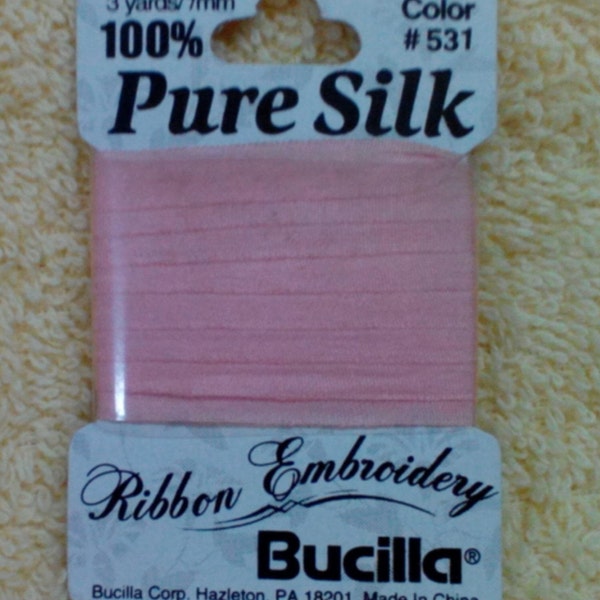 3 yards/7mm
Color
100%
# 531
Pure Silk
Ribbon Embroidery
Bucilla®
Bucilla Corp. Hazleton, PA 18201 Made In China